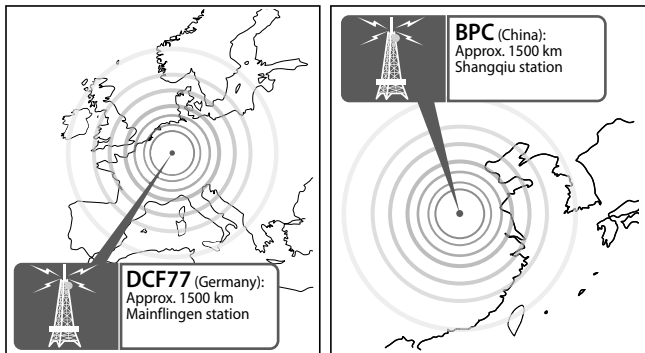 DCF77 (Germany):
Approx. 1500 km
Mainflingen station
BPC (China):
Approx. 1500 km
Shangqiu station